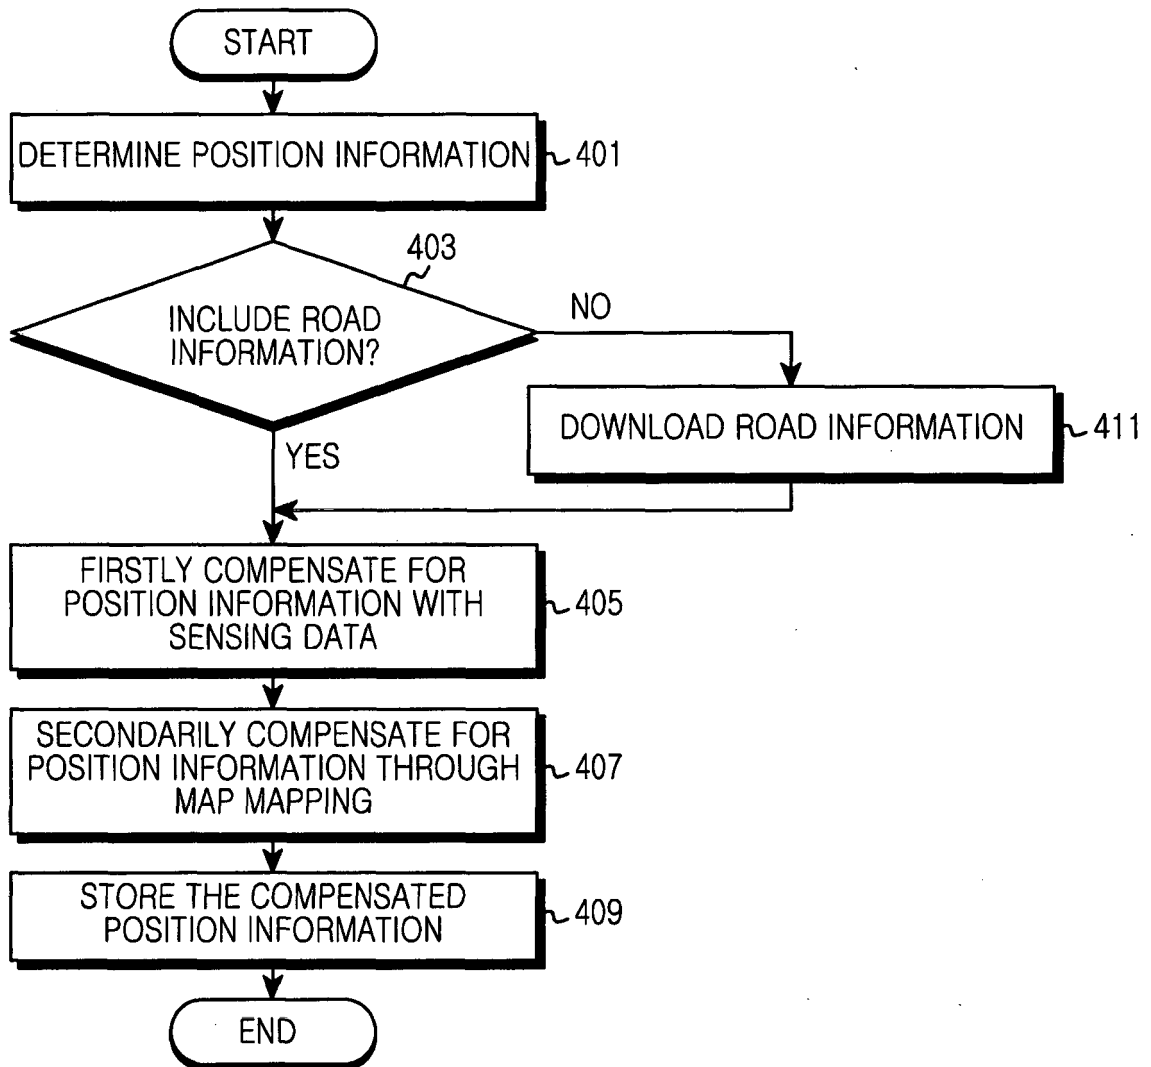 START
DETERMINE POSITION INFORMATION
401
403
INCLUDE ROAD
INFORMATION?
NO
YES
DOWNLOAD ROAD INFORMATION
411
FIRSTLY COMPENSATE FOR
POSITION INFORMATION WITH
SENSING DATA
405
SECONDARILY COMPENSATE FOR
POSITION INFORMATION THROUGH
MAP MAPPING
407
STORE THE COMPENSATED
POSITION INFORMATION
409
END